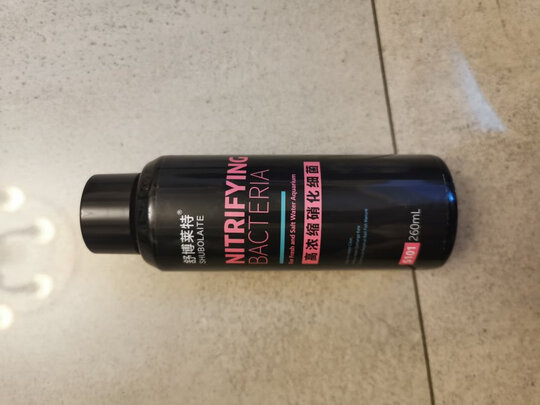 舒博莱特®
SHUBOLAITE
NITRIFYING
BACTERIA
For Fresh and Salt Water Aquarium
高浓缩硝化细菌
S101
260mL